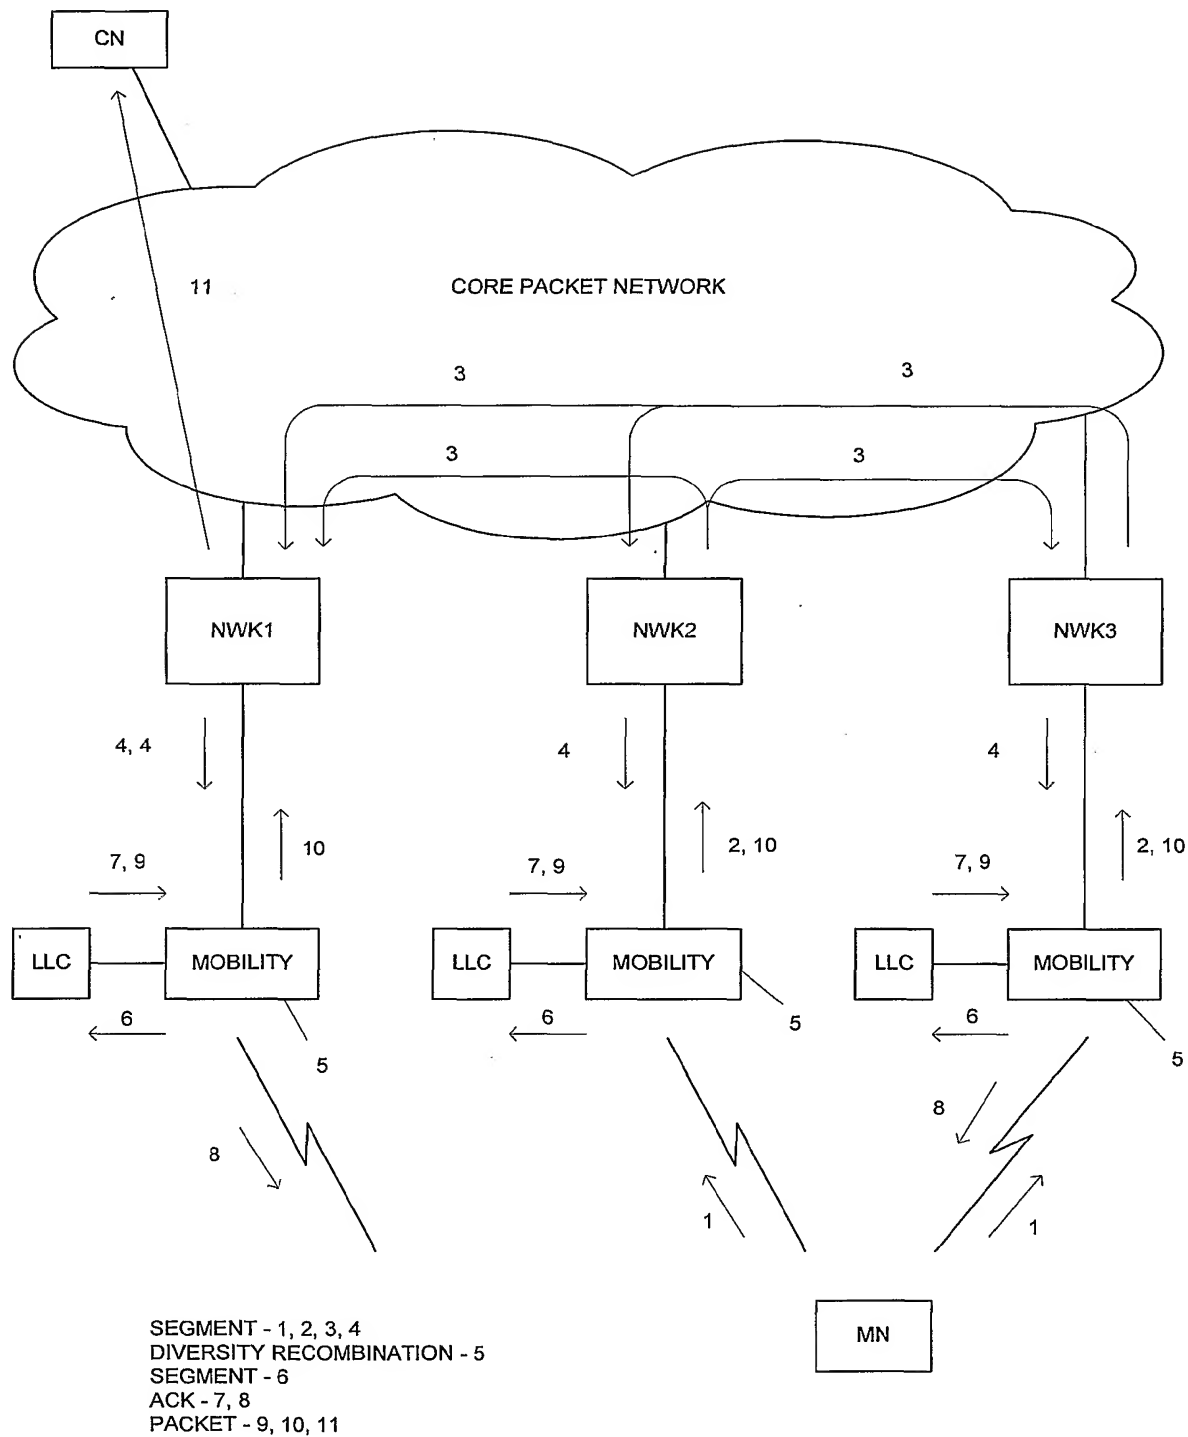 CN
11
CORE PACKET NETWORK
3
3
3
3
NWK1
NWK2
NWK3
4, 4
4
4
10
2, 10
2, 10
7, 9
7, 9
7, 9
LLC
MOBILITY
LLC
MOBILITY
LLC
MOBILITY
6
6
6
5
5
5
8
8
1
1
MN
SEGMENT - 1, 2, 3, 4
DIVERSITY RECOMBINATION - 5
SEGMENT - 6
ACK - 7, 8
PACKET - 9, 10, 11